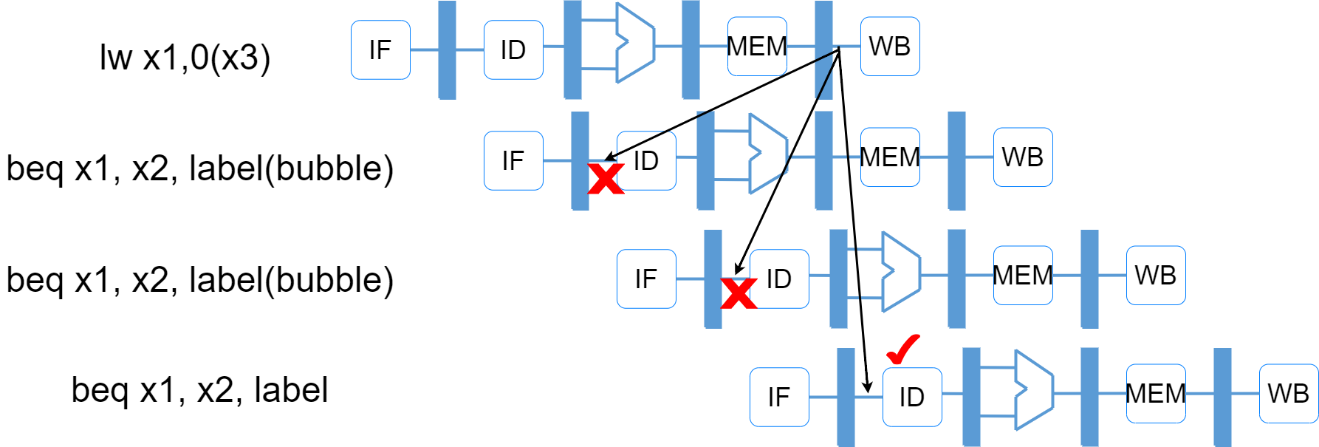 lw x1,0(x3) IF ID MEM WB
beq x1, x2, label(bubble) IF ID MEM WB
beq x1, x2, label(bubble) IF ID MEM WB
beq x1, x2, label IF ID MEM WB